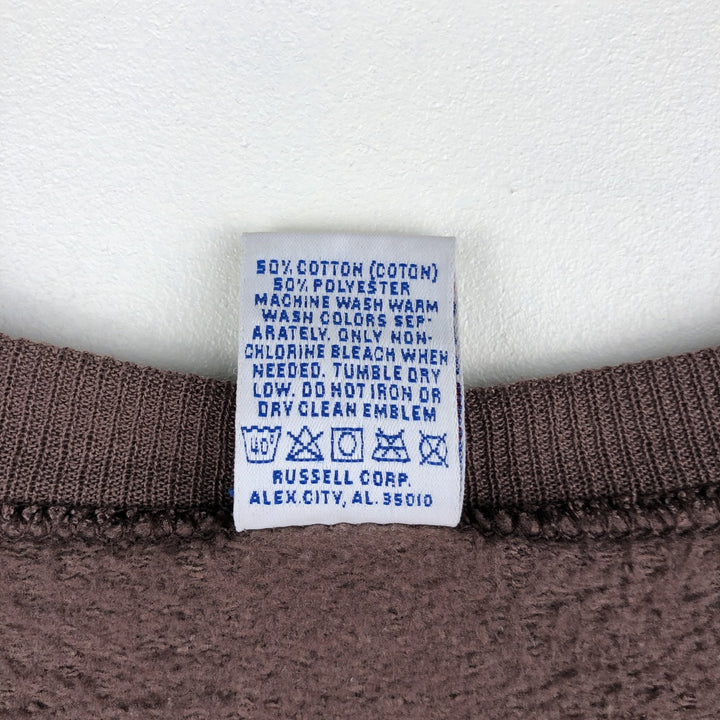 50% COTTON (COTON)
50% POLYESTER
MACHINE WASH WARM
WASH COLORS SEP-
ARATELY. ONLY NON-
CHLORINE BLEACH WHEN
NEEDED. TUMBLE DRY
LOW. DO NOT IRON OR
DRY CLEAN EMBLEM
40°
RUSSELL CORP.
ALEX.CITY, AL. 35010